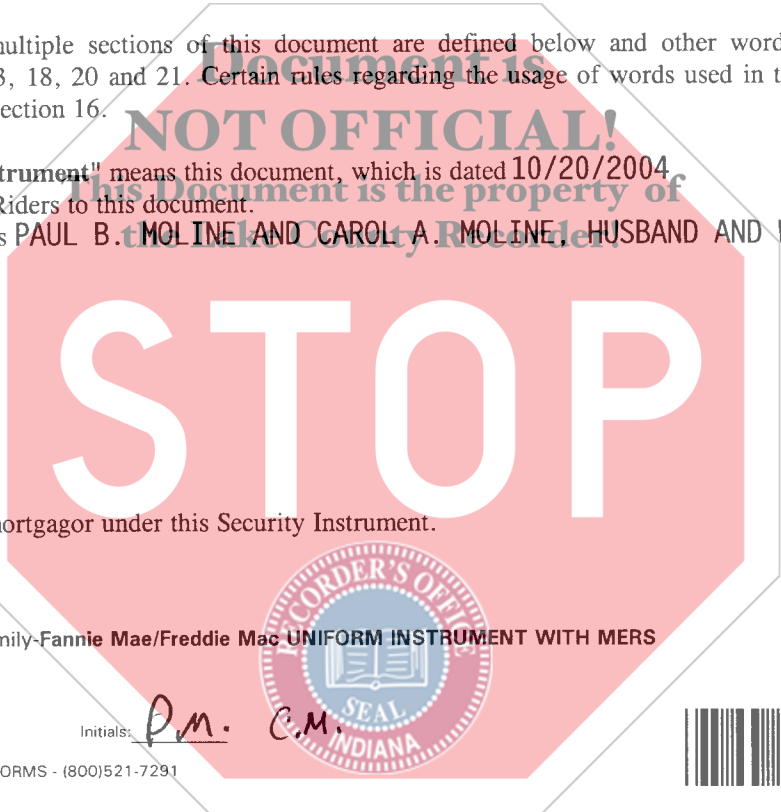 multiple sections of this document are defined below and other word
3, 18, 20 and 21. Certain rules regarding the usage of words used in t
ection 16.
Document is
NOT OFFICIAL!
This Document is the property of
the Lake County Recorder!
trument" means this document, which is dated 10/20/2004
Riders to this document.
s PAUL B. MOLINE AND CAROL A. MOLINE, HUSBAND AND
STOP
ortgagor under this Security Instrument.
mily-Fannie Mae/Freddie Mac UNIFORM INSTRUMENT WITH MERS
RECORDER'S OFFICE
SEAL
INDIANA
Initials: P.M. C.M.
ORMS - (800)521-7291